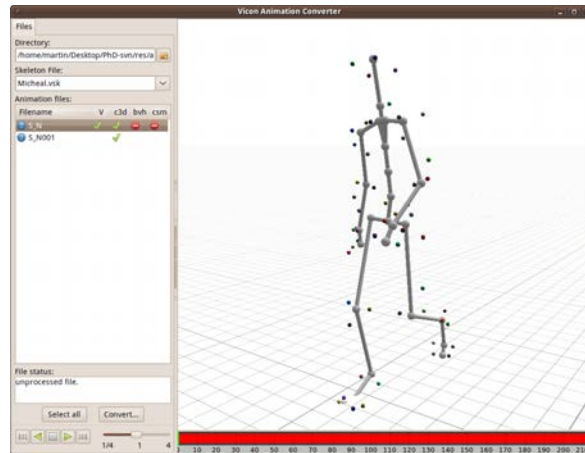 Vicon Animation Converter
Files
Directory:
/home/martin/Desktop/PhD-svn/res/a
Skeleton File:
Micheal.vsk
Animation files:
Filename V c3d bvh csm
S_N
S_N001
File status:
unprocessed file.
Select all Convert...
1/4 1 4
10 20 30 40 50 60 70 80 90 100 110 120 130 140 150 160 170 180 190 200 210